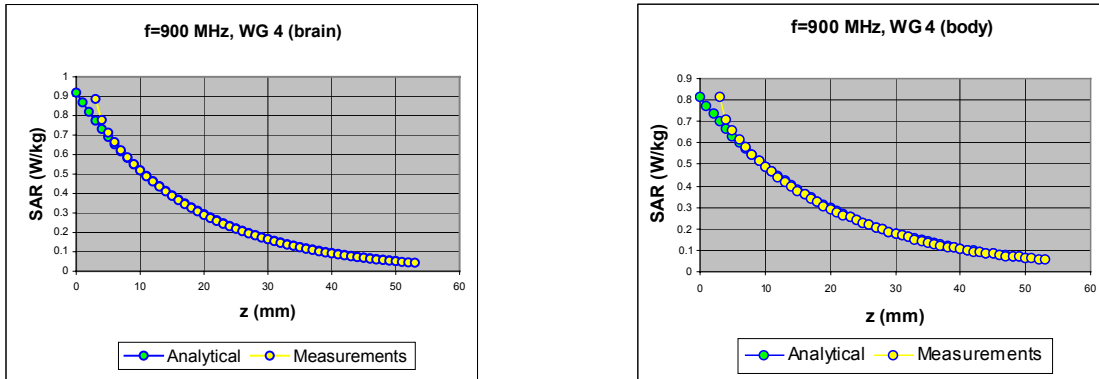 f=900 MHz, WG 4 (brain)
SAR (W/kg)
1
0.9
0.8
0.7
0.6
0.5
0.4
0.3
0.2
0.1
0
0 10 20 30 40 50 60
z (mm)
Analytical Measurements
f=900 MHz, WG 4 (body)
SAR (W/kg)
0.9
0.8
0.7
0.6
0.5
0.4
0.3
0.2
0.1
0
0 10 20 30 40 50 60
z (mm)
Analytical Measurements